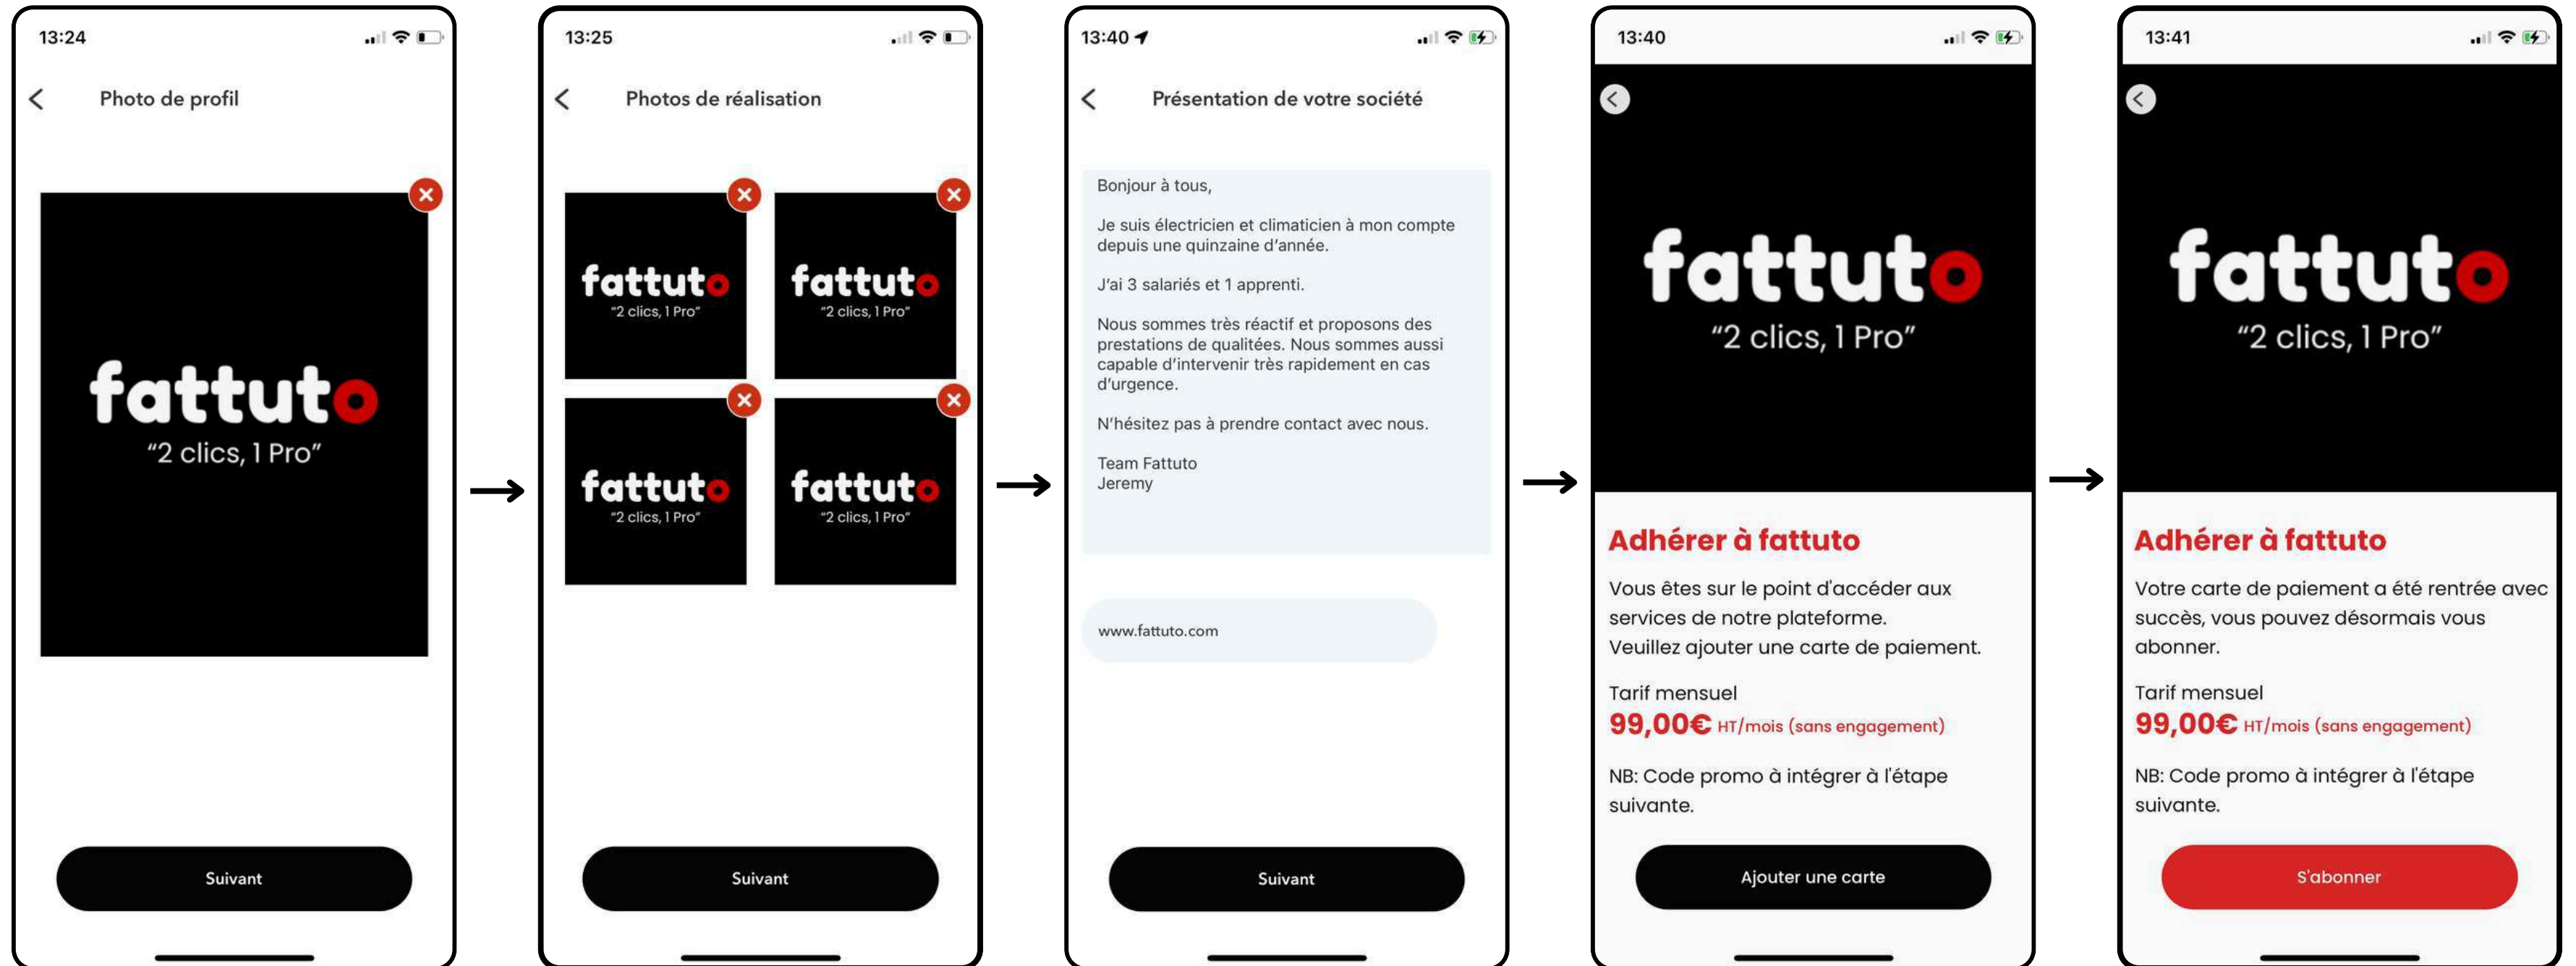 13:24
Photo de profil
fattuto
“2 clics, 1 Pro”
Suivant
13:25
Photos de réalisation
fattuto
“2 clics, 1 Pro”
fattuto
“2 clics, 1 Pro”
fattuto
“2 clics, 1 Pro”
fattuto
“2 clics, 1 Pro”
Suivant
13:40
Présentation de votre société
Bonjour à tous,
Je suis électricien et climaticien à mon compte
depuis une quinzaine d’année.
J’ai 3 salariés et 1 apprenti.
Nous sommes très réactif et proposons des
prestations de qualitées. Nous sommes aussi
capable d’intervenir très rapidement en cas
d’urgence.
N’hésitez pas à prendre contact avec nous.
Team Fattuto
Jeremy
www.fattuto.com
Suivant
13:40
fattuto
“2 clics, 1 Pro”
Adhérer à fattuto
Vous êtes sur le point d'accéder aux
services de notre plateforme.
Veuillez ajouter une carte de paiement.
Tarif mensuel
99,00€ HT/mois (sans engagement)
NB: Code promo à intégrer à l'étape
suivante.
Ajouter une carte
13:41
fattuto
“2 clics, 1 Pro”
Adhérer à fattuto
Votre carte de paiement a été rentrée avec
succès, vous pouvez désormais vous
abonner.
Tarif mensuel
99,00€ HT/mois (sans engagement)
NB: Code promo à intégrer à l'étape
suivante.
S'abonner